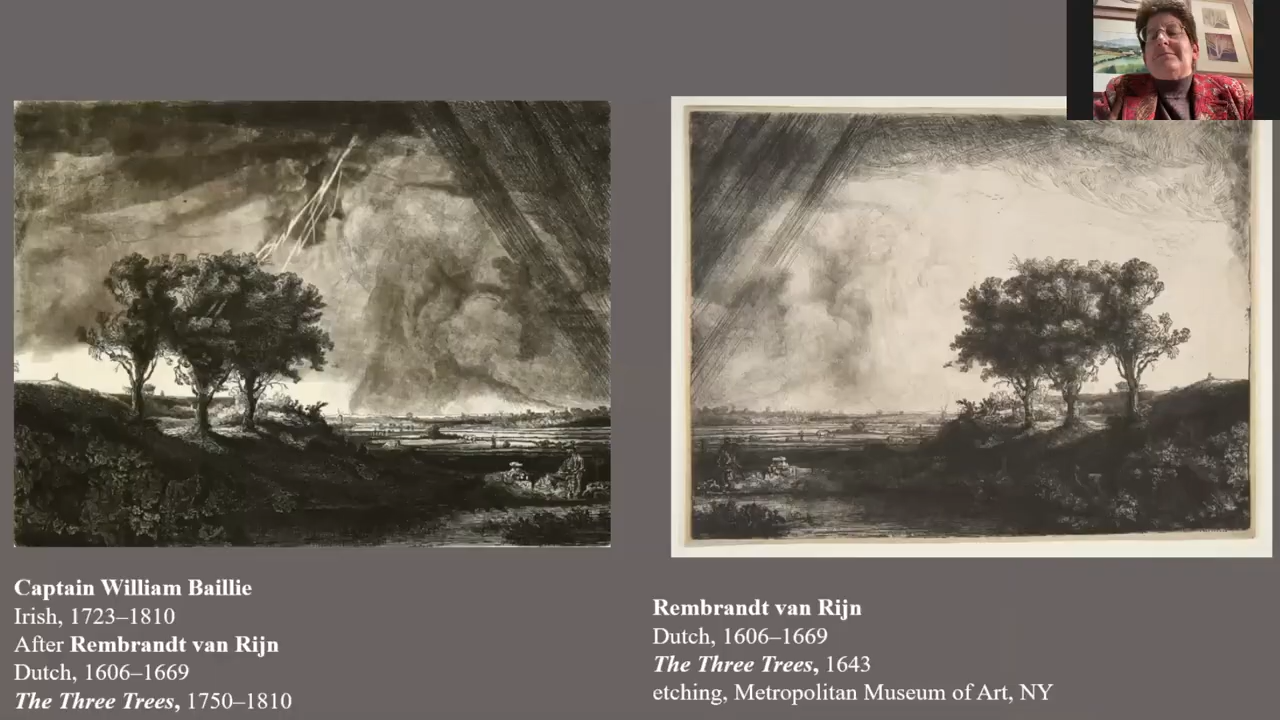 Captain William Baillie
Irish, 1723–1810
After Rembrandt van Rijn
Dutch, 1606–1669
The Three Trees, 1750–1810
Rembrandt van Rijn
Dutch, 1606–1669
The Three Trees, 1643
etching, Metropolitan Museum of Art, NY